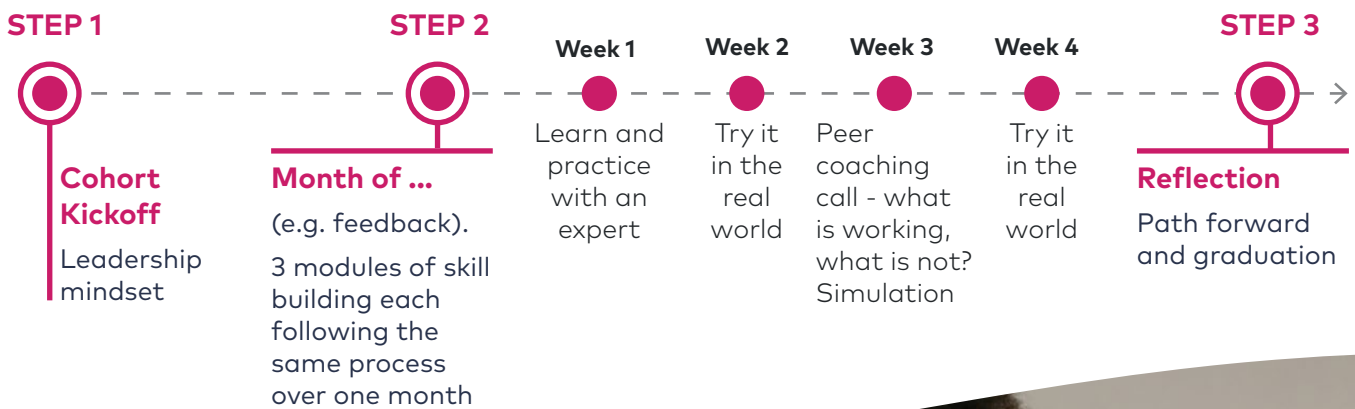 STEP 1
Cohort
Kickoff
Leadership
mindset
STEP 2
Month of ...
(e.g. feedback).
3 modules of skill
building each
following the
same process
over one month
Week 1
Learn and
practice
with an
expert
Week 2
Try it
in the
real
world
Week 3
Peer
coaching
call - what
is working,
what is not?
Simulation
Week 4
Try it
in the
real
world
STEP 3
Reflection
Path forward
and graduation